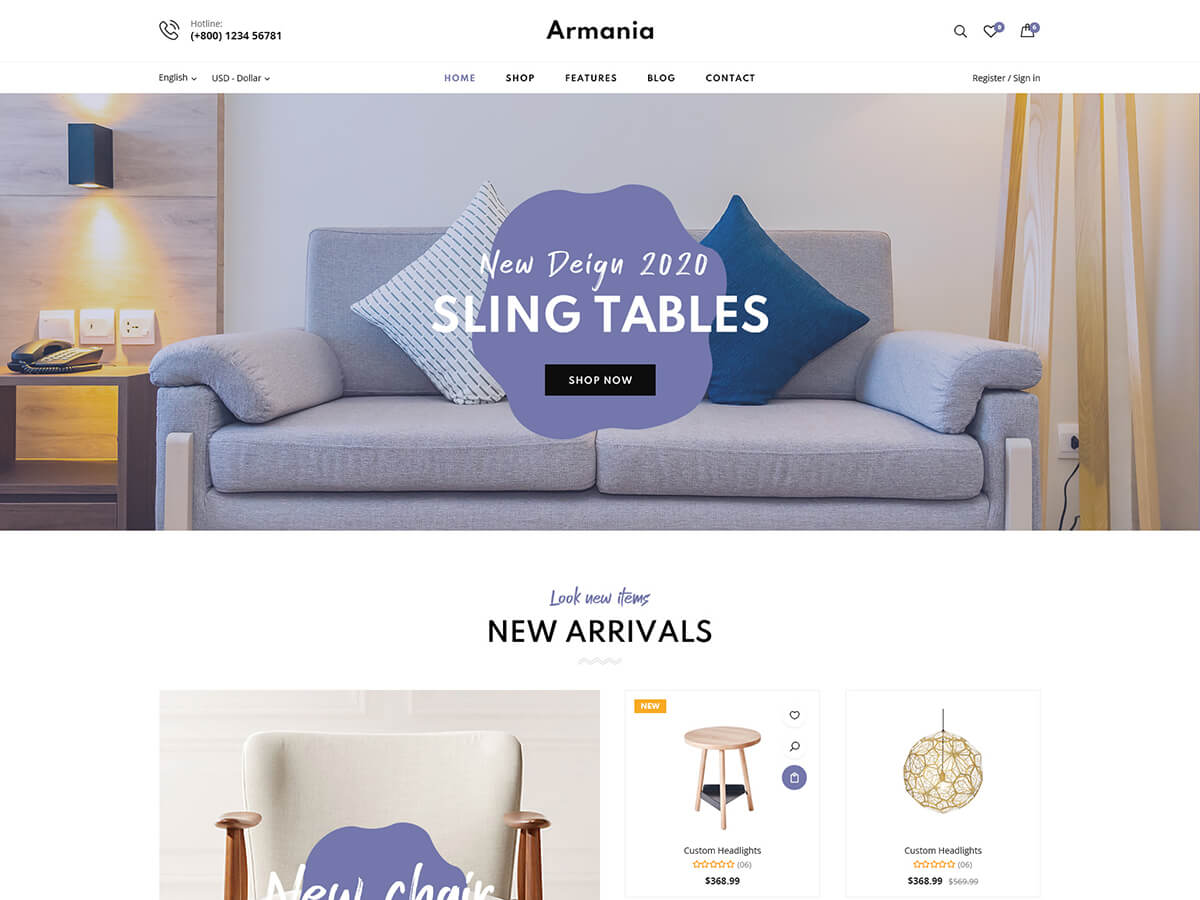 Hotline:
(+800) 1234 56781
Armania
0
0
English
USD - Dollar
HOME
SHOP
FEATURES
BLOG
CONTACT
Register / Sign in
New Deign 2020
SLING TABLES
SHOP NOW
Look new items
NEW ARRIVALS
New chair
NEW
Custom Headlights
(06)
$368.99
Custom Headlights
(06)
$368.99 $569.99